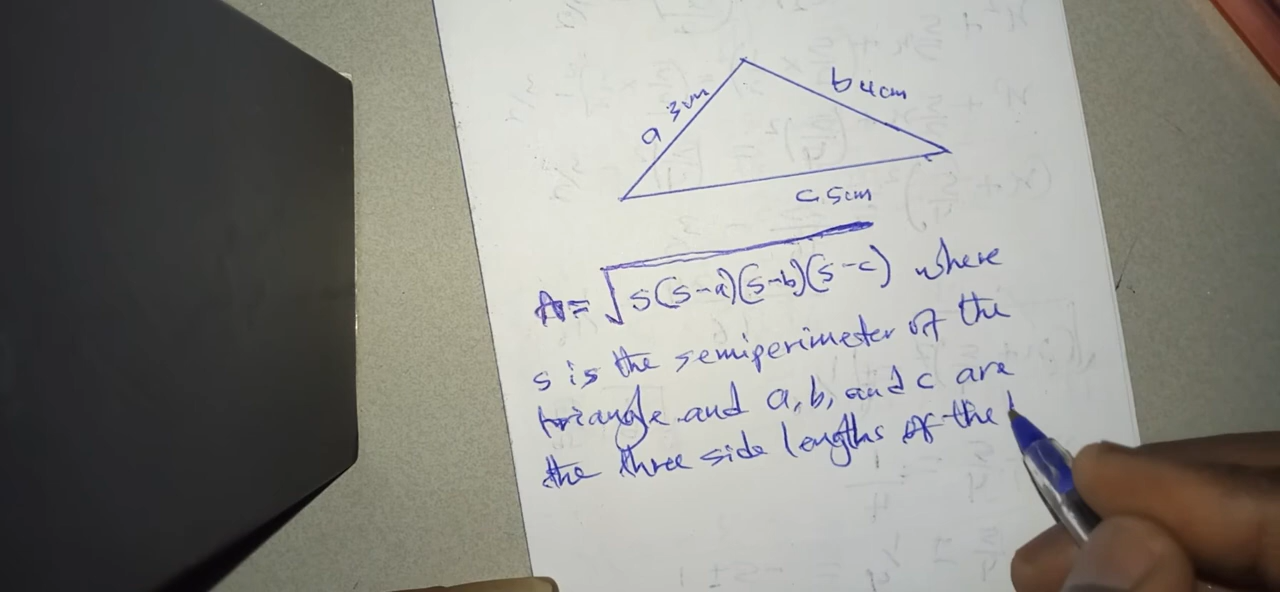 a 3cm
b 4cm
c 5cm
A = √s(s-a)(s-b)(s-c) where
s is the semiperimeter of the
triangle and a, b, and c are
the three side lengths of the